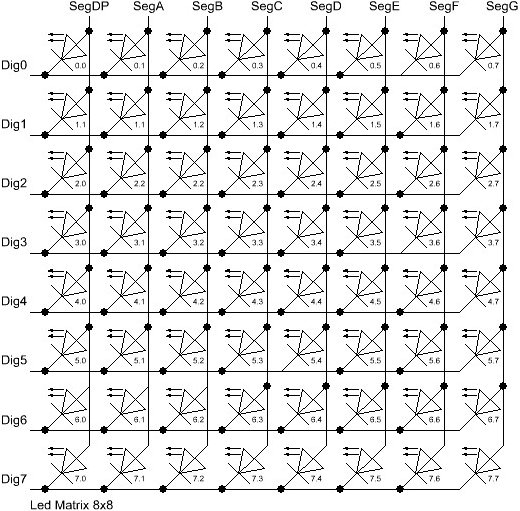 SegDP SegA SegB SegC SegD SegE SegF SegG
Dig0 0.0 0.1 0.2 0.3 0.4 0.5 0.6 0.7
Dig1 1.1 1.1 1.2 1.3 1.4 1.5 1.6 1.7
Dig2 2.0 2.2 2.2 2.3 2.4 2.5 2.6 2.7
Dig3 3.0 3.1 3.2 3.3 3.4 3.5 3.6 3.7
Dig4 4.0 4.1 4.2 4.3 4.4 4.5 4.6 4.7
Dig5 5.0 5.1 5.2 5.3 5.4 5.5 5.6 5.7
Dig6 6.0 6.1 6.2 6.3 6.4 6.5 6.6 6.7
Dig7 7.0 7.1 7.2 7.3 7.4 7.5 7.6 7.7
Led Matrix 8x8